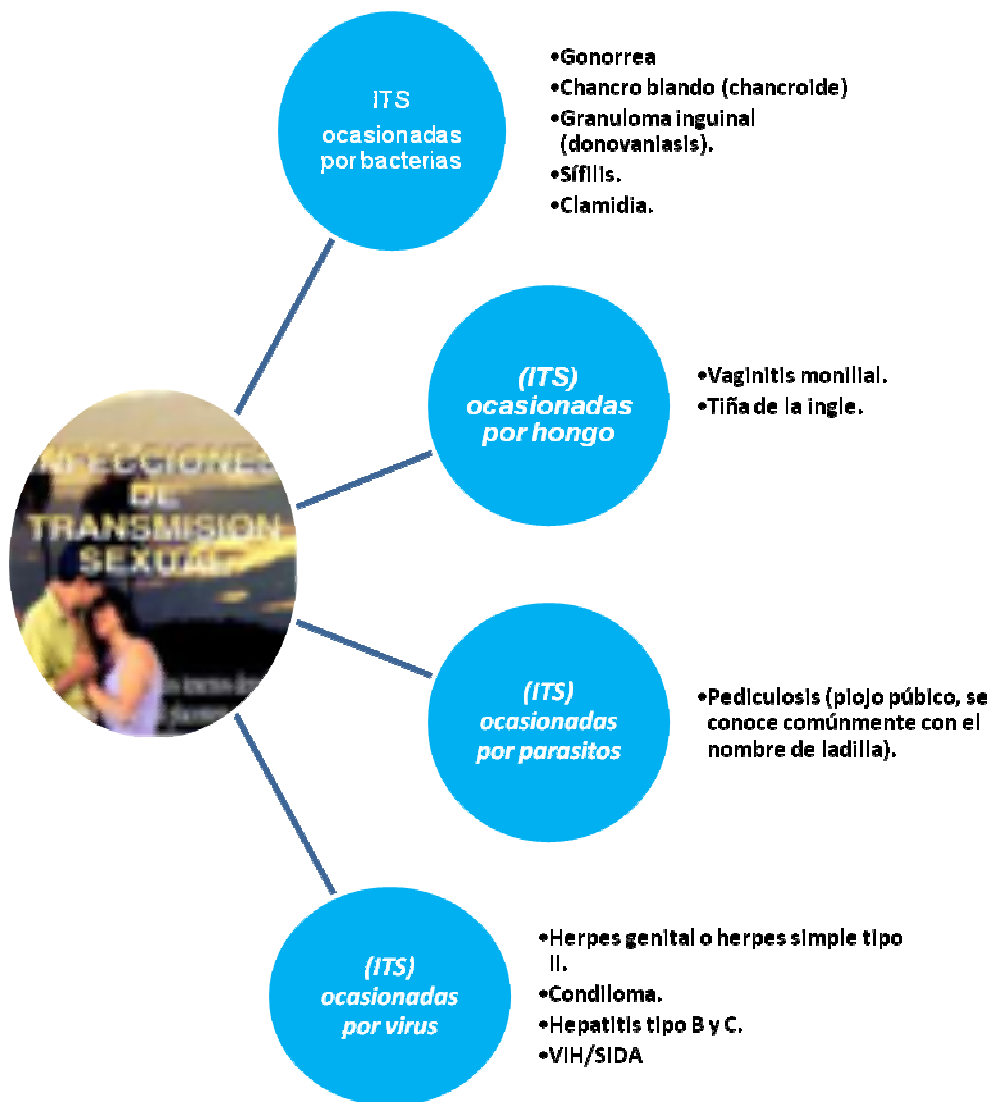 ITS
ocasionadas
por bacterias
•Gonorrea
•Chancro blando (chancroide)
•Granuloma inguinal
(donovaniasis).
•Sífilis.
•Clamidia.
(ITS)
ocasionadas
por hongo
•Vaginitis monilial.
•Tiña de la ingle.
NFECCIONES
DE
TRANSMISION
SEXUAL
(ITS)
ocasionadas
por parasitos
•Pediculosis (piojo púbico, se
conoce comúnmente con el
nombre de ladilla).
(ITS)
ocasionadas
por virus
•Herpes genital o herpes simple tipo
II.
•Condiloma.
•Hepatitis tipo B y C.
•VIH/SIDA